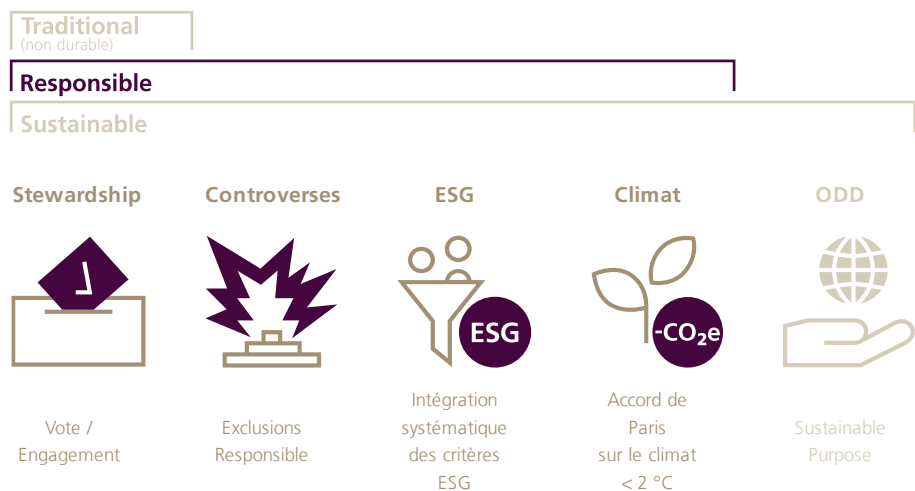 Traditional
(non durable)
Responsible
Sustainable
Stewardship
Controverses
ESG
Climat
ODD
ESG
-CO₂e
Vote /
Engagement
Exclusions
Responsible
Intégration
systématique
des critères
ESG
Accord de
Paris
sur le climat
< 2 °C
Sustainable
Purpose